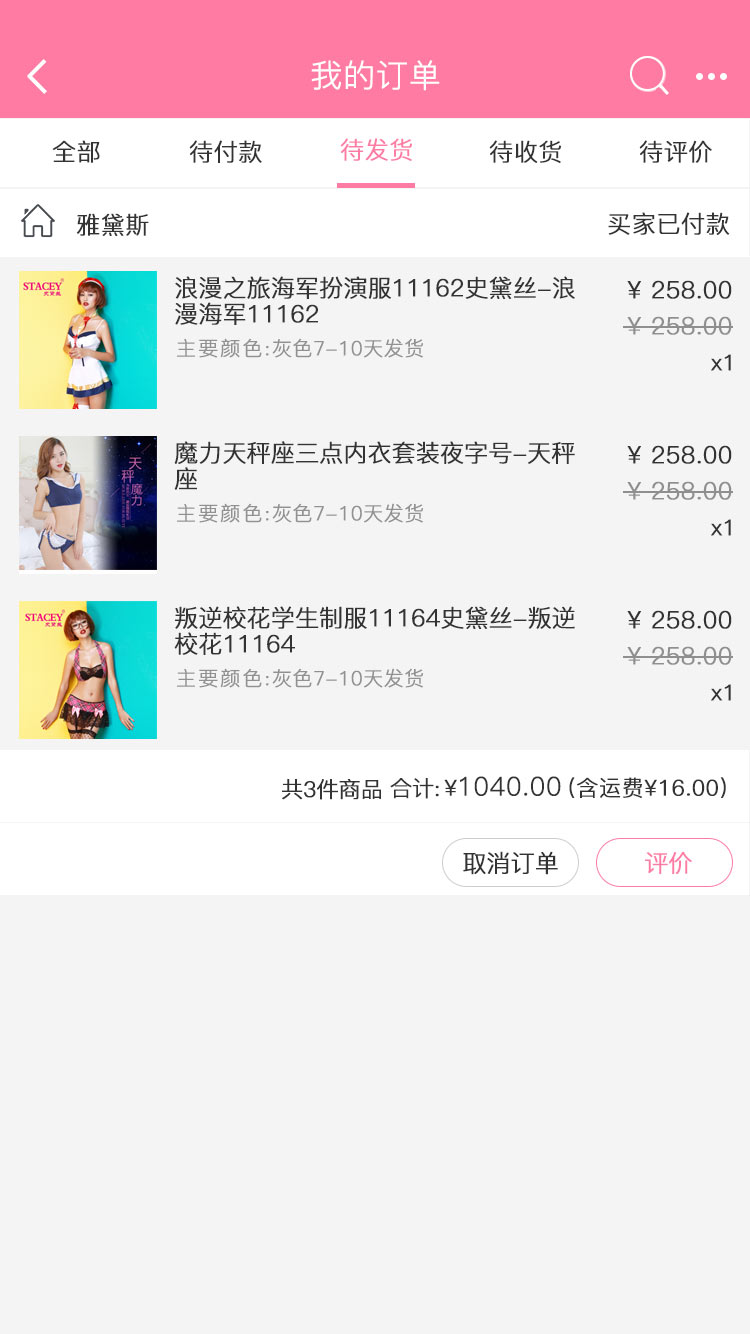 我的订单
全部 待付款 待发货 待收货 待评价
雅黛斯 买家已付款
STACEY
浪漫之旅海军扮演服11162史黛丝-浪
漫海军11162
主要颜色:灰色7-10天发货
¥ 258.00
¥ 258.00
x1
天秤
魔力
魔力天秤座三点内衣套装夜字号-天秤
座
主要颜色:灰色7-10天发货
¥ 258.00
¥ 258.00
x1
STACEY
叛逆校花学生制服11164史黛丝-叛逆
校花11164
主要颜色:灰色7-10天发货
¥ 258.00
¥ 258.00
x1
共3件商品 合计:¥1040.00(含运费¥16.00)
取消订单 评价